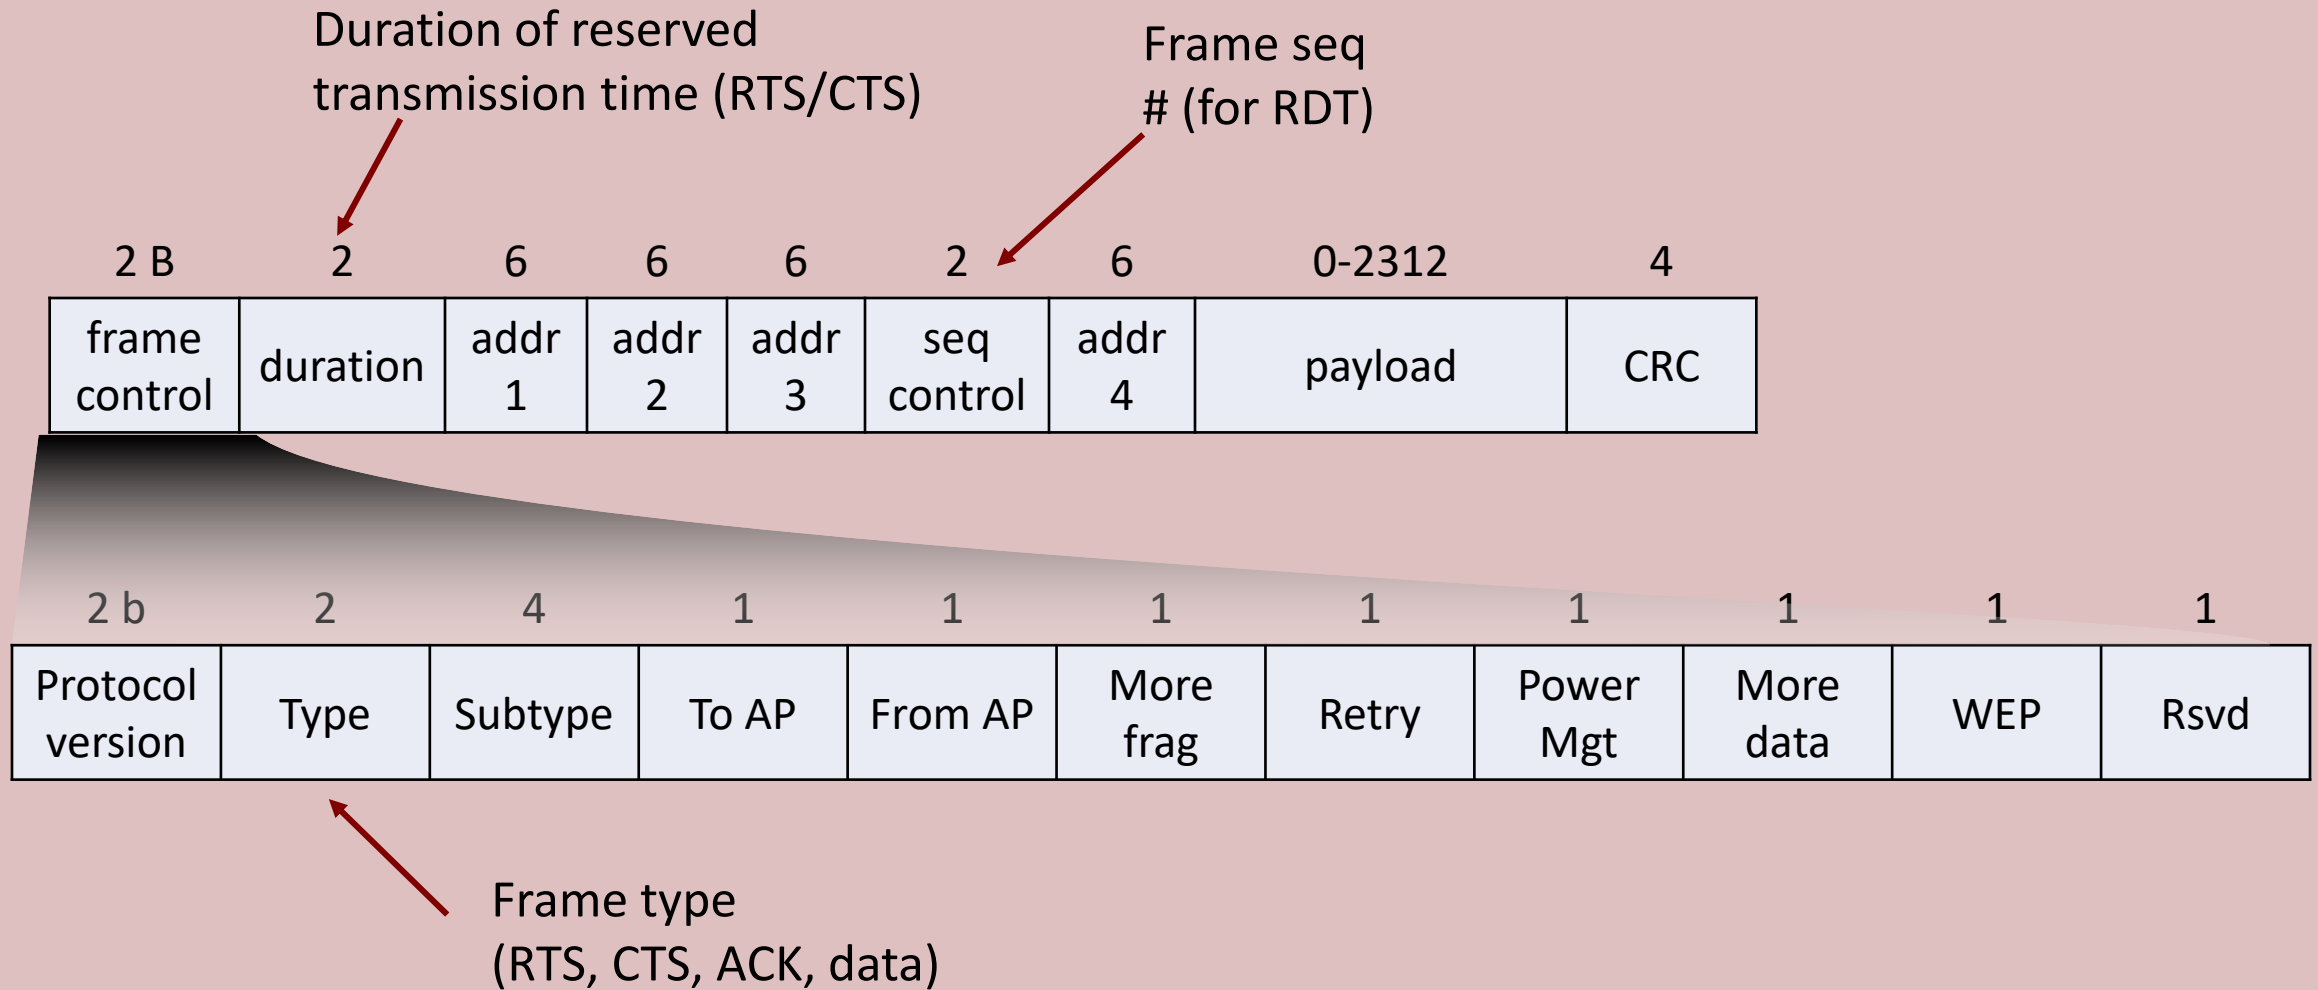 Duration of reserved
transmission time (RTS/CTS)
Frame seq
# (for RDT)
2 B 2 6 6 6 2 6 0-2312 4
frame control duration addr 1 addr 2 addr 3 seq control addr 4 payload CRC
2 b 2 4 1 1 1 1 1 1 1 1
Protocol version Type Subtype To AP From AP More frag Retry Power Mgt More data WEP Rsvd
Frame type
(RTS, CTS, ACK, data)